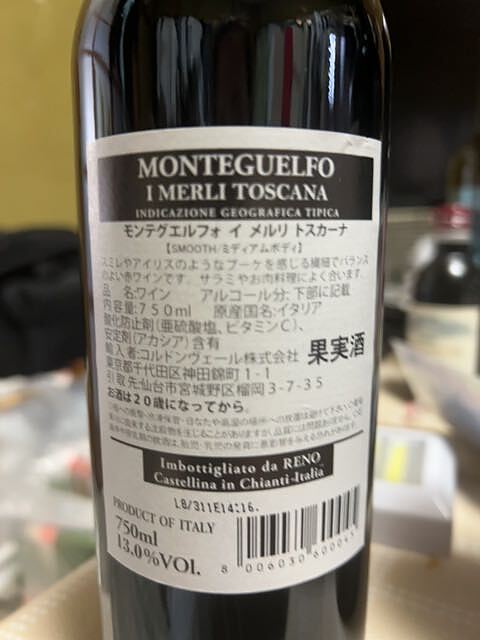 MONTEGUELFO
I MERLI TOSCANA
INDICAZIONE GEOGRAFICA TIPICA
モンテグエルフォ イ メルリ トスカーナ
【SMOOTH/ミディアムボディ】
スミレやアイリスのようなブーケを感じる繊細でバランス
のよい赤ワインです。サラミやお肉料理によく合います。
品 名:ワイン アルコール分:下部に記載
内容量:750ml 原産国名:イタリア
酸化防止剤(亜硫酸塩、ビタミンC)、
安定剤(アカシア)含有
輸入者:コルドンヴェール株式会社 果実酒
東京都千代田区神田錦町1-1
引取先:仙台市宮城野区榴岡3-7-35
お酒は20歳になってから。
Imbottigliato da RENO
Castellina in Chianti-Italia
L8/311E14:16.
PRODUCT OF ITALY
750ml
13.0%VOL.
8 006030 600045